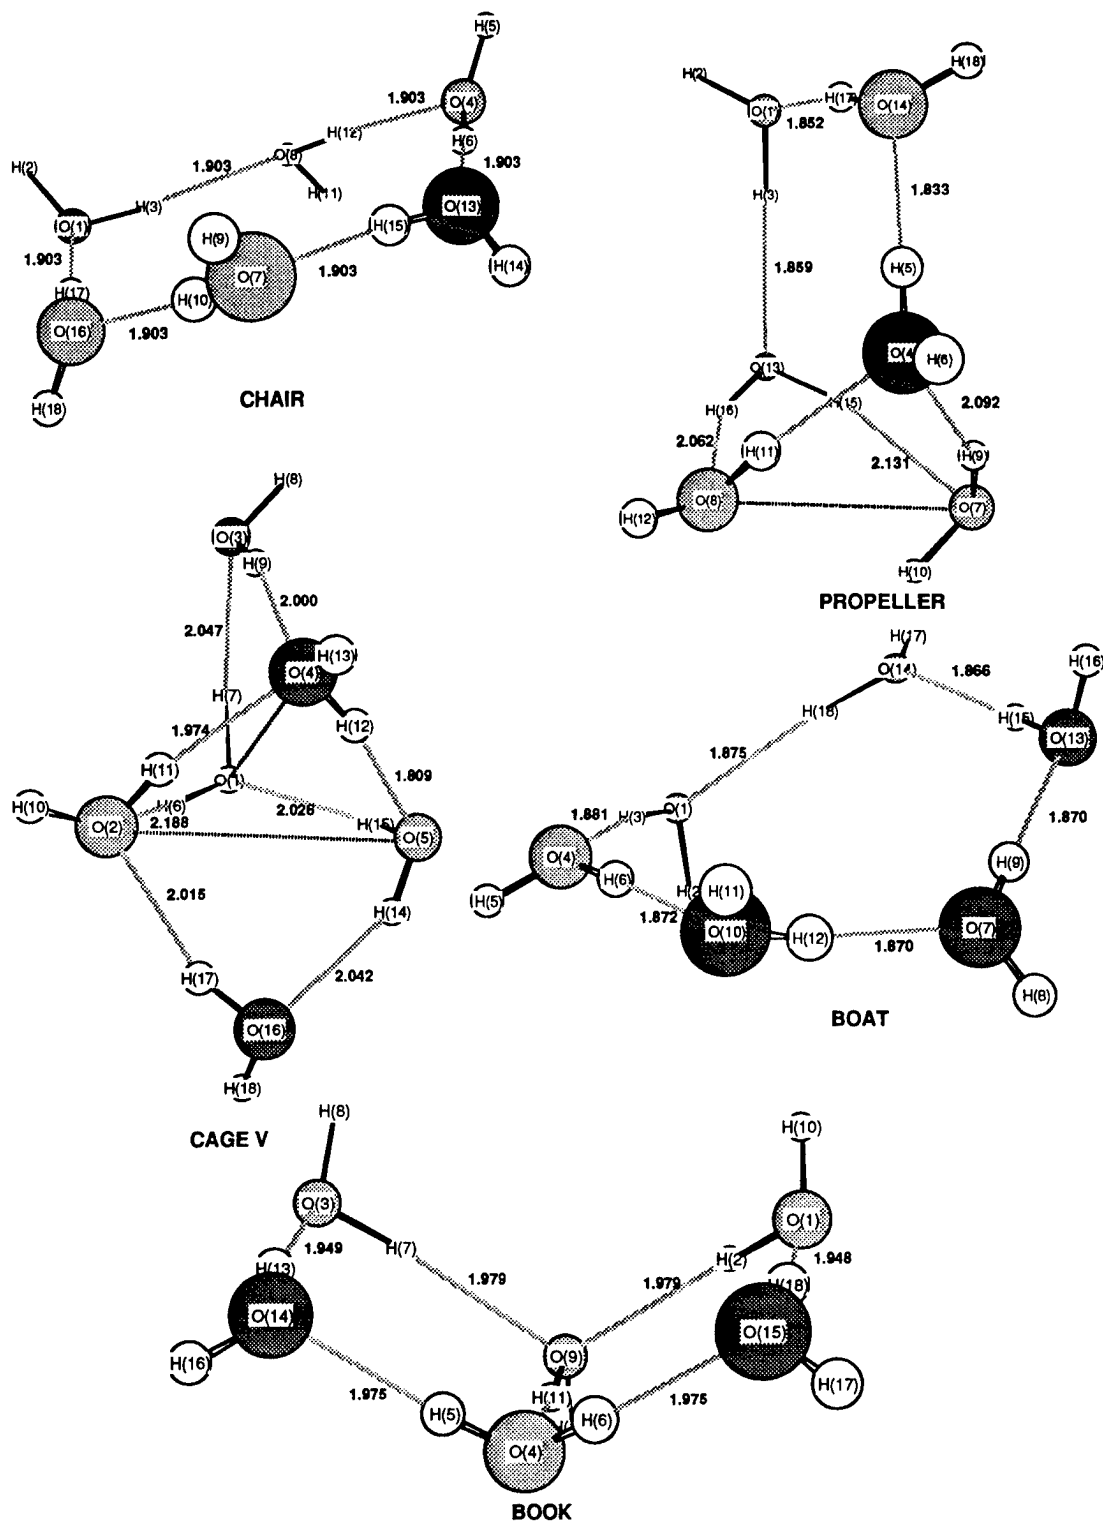 H(5)
1.903
O(4)
H(12)
H(6)
H(2)
O(8)
1.903
1.903
H(11)
H(3)
O(1)
O(13)
H(15)
H(9)
1.903
H(14)
1.903
O(7)
H(17)
H(10)
O(16)
1.903
H(18)
CHAIR
H(18)
H(2)
H(17)
O(14)
1.852
H(3)
1.833
1.859
H(5)
O(4
H(6)
O(13)
2.092
H(16)
2.062
H(11)
H(9)
2.131
O(8)
O(7)
H(12)
H(10)
PROPELLER
H(8)
O(3)
H(9)
2.000
2.047
H(13)
O(4)
H(7)
1.974
H(12)
H(11)
1.809
H(10)
H(6)
2.026
H(15)
O(2)
2.188
O(5)
2.015
H(14)
H(17)
2.042
O(16)
H(18)
CAGE V
H(17)
O(14)
H(16)
1.866
H(18)
H(15)
O(13)
1.875
1.881
O(1)
H(3)
1.870
O(4)
H(9)
H(6)
H(5)
H(11)
1.872
O(10)
H(12)
1.870
O(7)
H(8)
BOAT
H(8)
H(10)
O(3)
O(1)
H(7)
1.949
H(2)
1.948
H(13)
1.979
1.979
H(18)
O(14)
O(15)
O(9)
H(16)
H(17)
1.975
H(11)
1.975
H(5)
H(6)
O(4)
BOOK